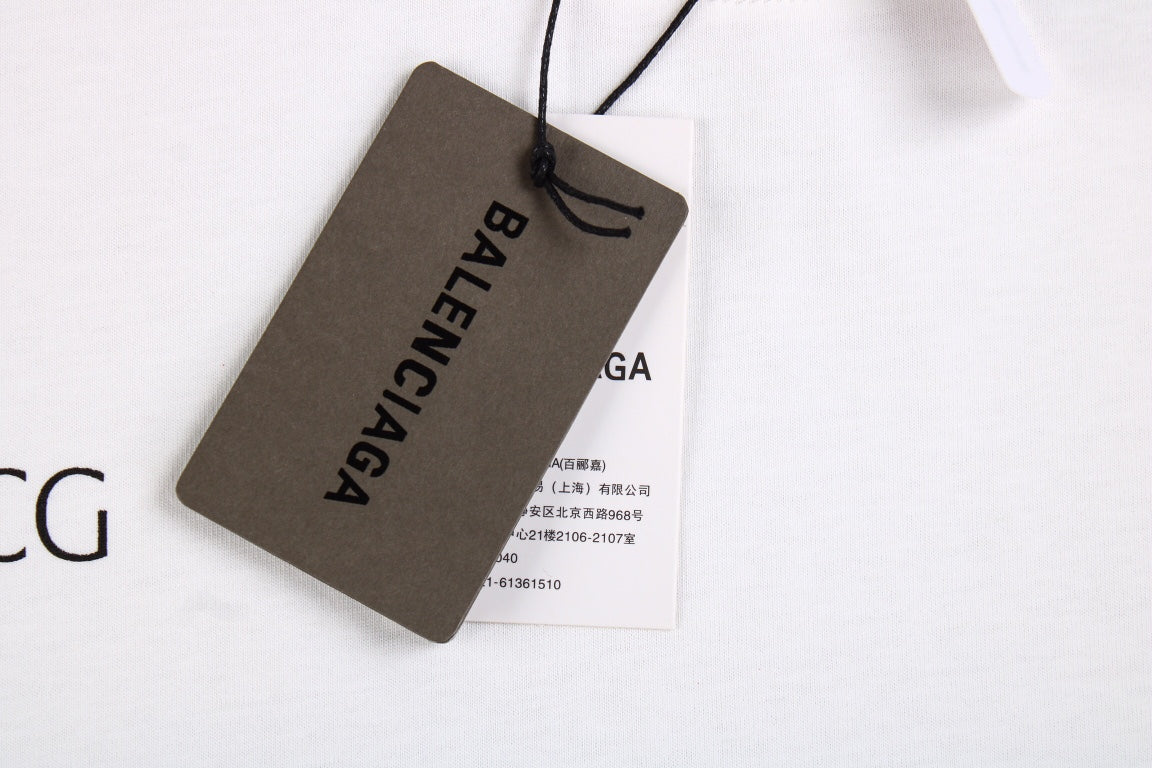 BALENCIAGA
GA
A(百郦嘉)
易（上海）有限公司
安区北京西路968号
中心21楼2106-2107室
040
1-61361510
CG